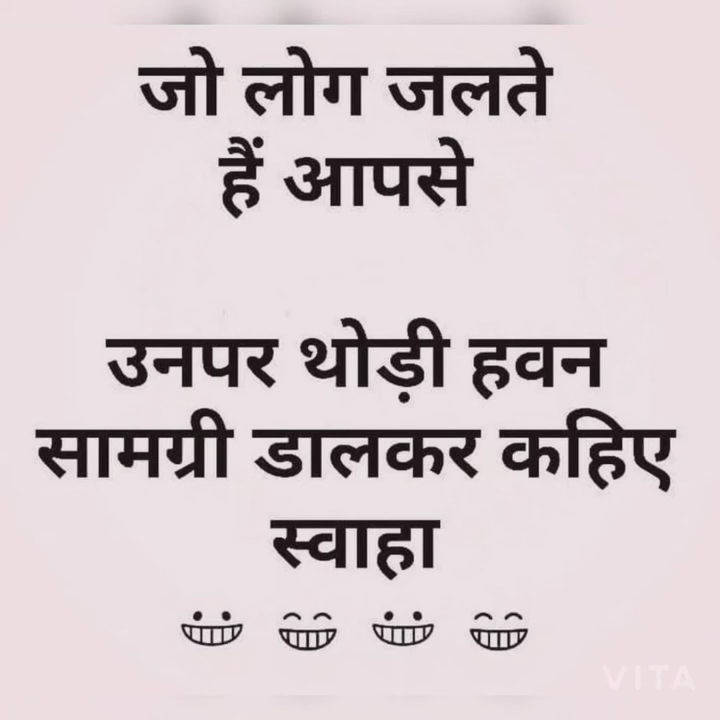 जो लोग जलते
हैं आपसे
उनपर थोड़ी हवन
सामग्री डालकर कहिए
स्वाहा
VITA